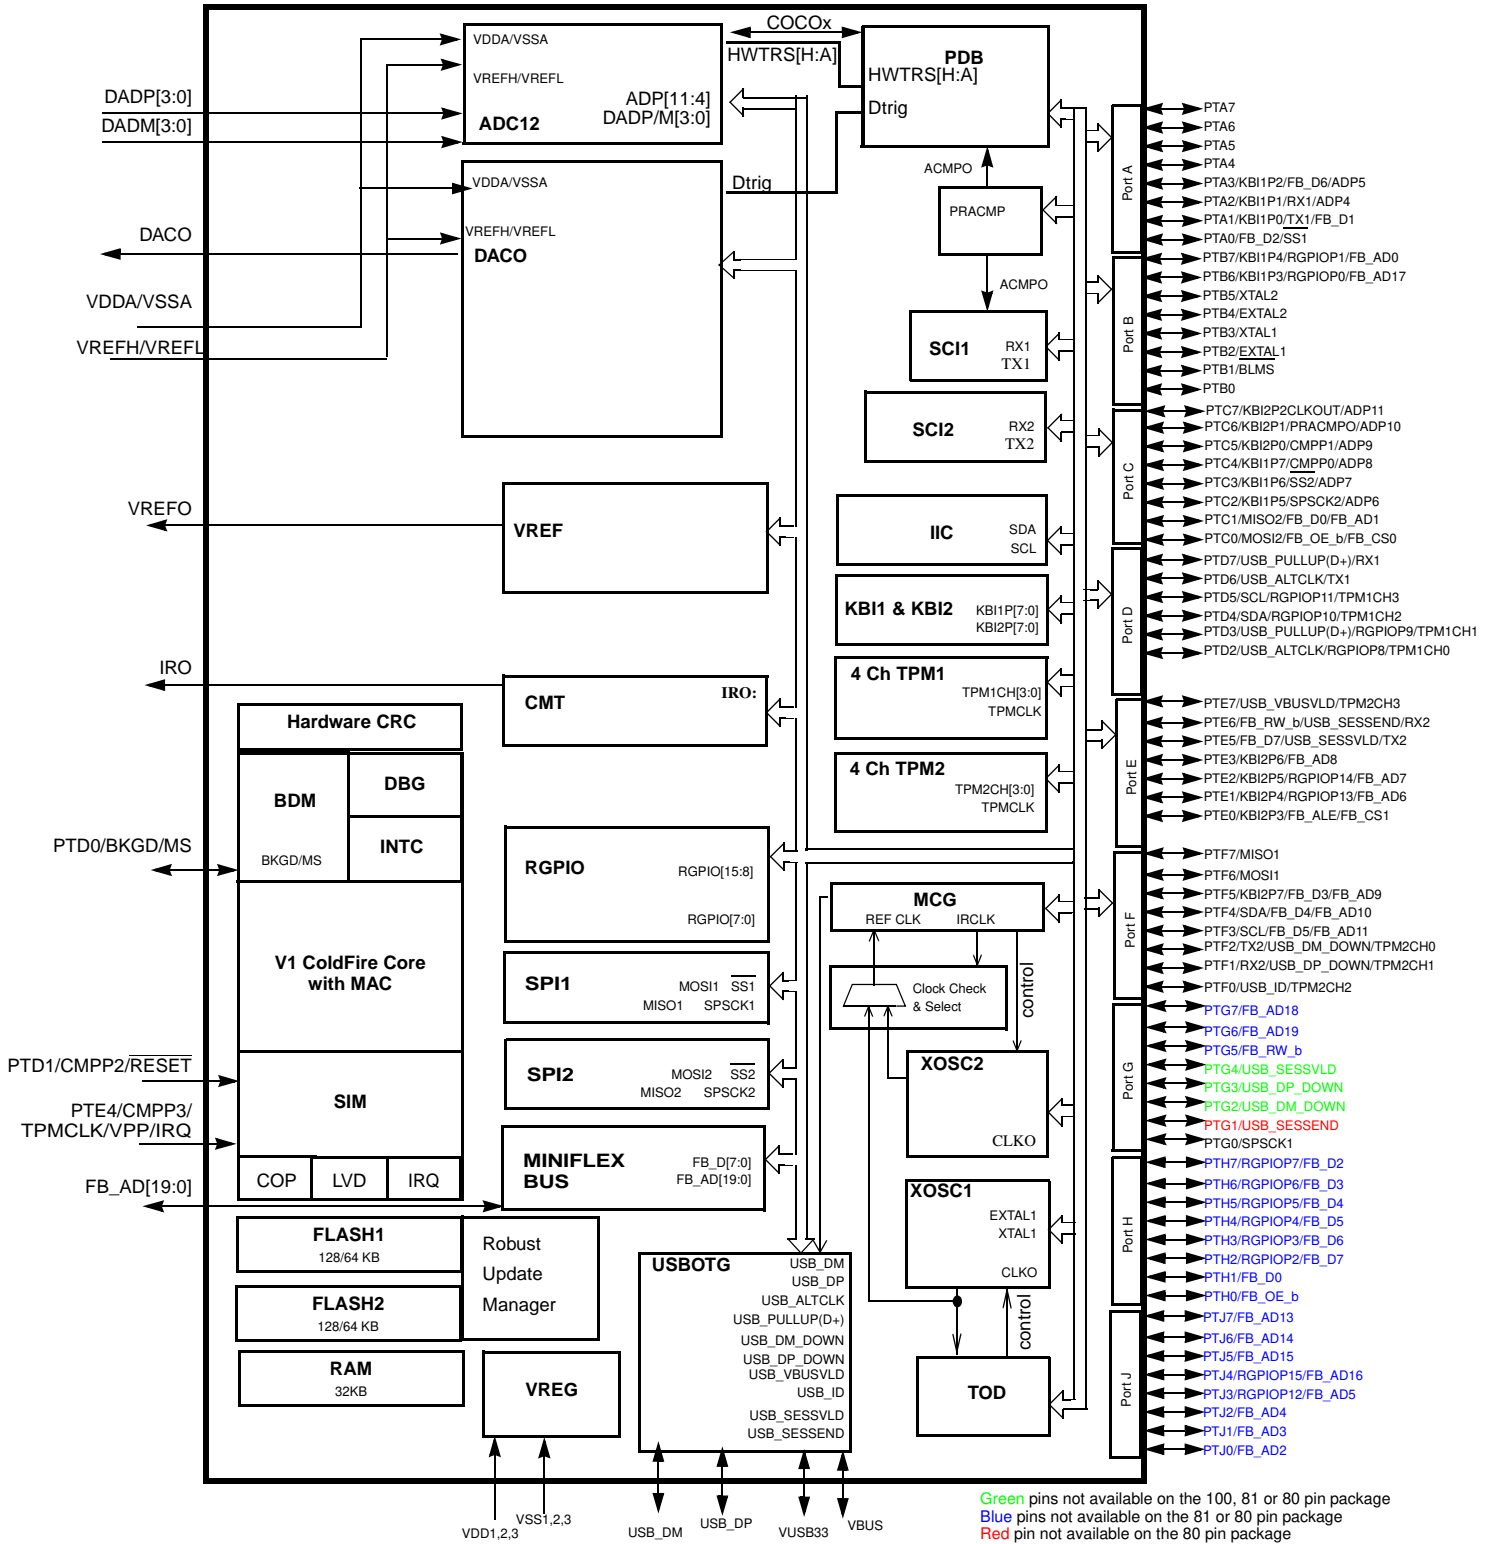 COCOx
HWTRS[H:A]
VDDA/VSSA
VREFH/VREFL
ADP[11:4]
DADP/M[3:0]
ADC12
PDB
HWTRS[H:A]
Dtrig
DADP[3:0]
DADM[3:0]
VDDA/VSSA
VREFH/VREFL
DACO
Dtrig
DACO
VDDA/VSSA
VREFH/VREFL
ACMPO
PRACMP
ACMPO
SCI1
RX1
TX1
SCI2
RX2
TX2
VREFO
VREF
IIC
SDA
SCL
KBI1 & KBI2
KBI1P[7:0]
KBI2P[7:0]
IRO
CMT
IRO:
4 Ch TPM1
TPM1CH[3:0]
TPMCLK
4 Ch TPM2
TPM2CH[3:0]
TPMCLK
Hardware CRC
BDM
BKGD/MS
DBG
INTC
PTD0/BKGD/MS
V1 ColdFire Core
with MAC
PTD1/CMPP2/RESET
PTE4/CMPP3/
TPMCLK/VPP/IRQ
SIM
COP
LVD
IRQ
FB_AD[19:0]
RGPIO
RGPIO[15:8]
RGPIO[7:0]
SPI1
MOSI1 SS1
MISO1 SPSCK1
SPI2
MOSI2 SS2
MISO2 SPSCK2
MINIFLEX
BUS
FB_D[7:0]
FB_AD[19:0]
MCG
REF CLK
IRCLK
Clock Check
& Select
control
XOSC2
CLKO
XOSC1
EXTAL1
XTAL1
CLKO
control
TOD
FLASH1
128/64 KB
FLASH2
128/64 KB
Robust
Update
Manager
RAM
32KB
VREG
VDD1,2,3
VSS1,2,3
USBOTG
USB_DM
USB_DP
USB_ALTCLK
USB_PULLUP(D+)
USB_DM_DOWN
USB_DP_DOWN
USB_VBUSVLD
USB_ID
USB_SESSVLD
USB_SESSEND
USB_DM
USB_DP
VUSB33
VBUS
Port A
PTA7
PTA6
PTA5
PTA4
PTA3/KBI1P2/FB_D6/ADP5
PTA2/KBI1P1/RX1/ADP4
PTA1/KBI1P0/TX1/FB_D1
PTA0/FB_D2/SS1
Port B
PTB7/KBI1P4/RGPIOP1/FB_AD0
PTB6/KBI1P3/RGPIOP0/FB_AD17
PTB5/XTAL2
PTB4/EXTAL2
PTB3/XTAL1
PTB2/EXTAL1
PTB1/BLMS
PTB0
Port C
PTC7/KBI2P2CLKOUT/ADP11
PTC6/KBI2P1/PRACMPO/ADP10
PTC5/KBI2P0/CMPP1/ADP9
PTC4/KBI1P7/CMPP0/ADP8
PTC3/KBI1P6/SS2/ADP7
PTC2/KBI1P5/SPSCK2/ADP6
PTC1/MISO2/FB_D0/FB_AD1
PTC0/MOSI2/FB_OE_b/FB_CS0
Port D
PTD7/USB_PULLUP(D+)/RX1
PTD6/USB_ALTCLK/TX1
PTD5/SCL/RGPIOP11/TPM1CH3
PTD4/SDA/RGPIOP10/TPM1CH2
PTD3/USB_PULLUP(D+)/RGPIOP9/TPM1CH1
PTD2/USB_ALTCLK/RGPIOP8/TPM1CH0
Port E
PTE7/USB_VBUSVLD/TPM2CH3
PTE6/FB_RW_b/USB_SESSEND/RX2
PTE5/FB_D7/USB_SESSVLD/TX2
PTE3/KBI2P6/FB_AD8
PTE2/KBI2P5/RGPIOP14/FB_AD7
PTE1/KBI2P4/RGPIOP13/FB_AD6
PTE0/KBI2P3/FB_ALE/FB_CS1
Port F
PTF7/MISO1
PTF6/MOSI1
PTF5/KBI2P7/FB_D3/FB_AD9
PTF4/SDA/FB_D4/FB_AD10
PTF3/SCL/FB_D5/FB_AD11
PTF2/TX2/USB_DM_DOWN/TPM2CH0
PTF1/RX2/USB_DP_DOWN/TPM2CH1
PTF0/USB_ID/TPM2CH2
Port G
PTG7/FB_AD18
PTG6/FB_AD19
PTG5/FB_RW_b
PTG4/USB_SESSVLD
PTG3/USB_DP_DOWN
PTG2/USB_DM_DOWN
PTG1/USB_SESSEND
PTG0/SPSCK1
Port H
PTH7/RGPIOP7/FB_D2
PTH6/RGPIOP6/FB_D3
PTH5/RGPIOP5/FB_D4
PTH4/RGPIOP4/FB_D5
PTH3/RGPIOP3/FB_D6
PTH2/RGPIOP2/FB_D7
PTH1/FB_D0
PTH0/FB_OE_b
Port J
PTJ7/FB_AD13
PTJ6/FB_AD14
PTJ5/FB_AD15
PTJ4/RGPIOP15/FB_AD16
PTJ3/RGPIOP12/FB_AD5
PTJ2/FB_AD4
PTJ1/FB_AD3
PTJ0/FB_AD2
Green pins not available on the 100, 81 or 80 pin package
Blue pins not available on the 81 or 80 pin package
Red pin not available on the 80 pin package